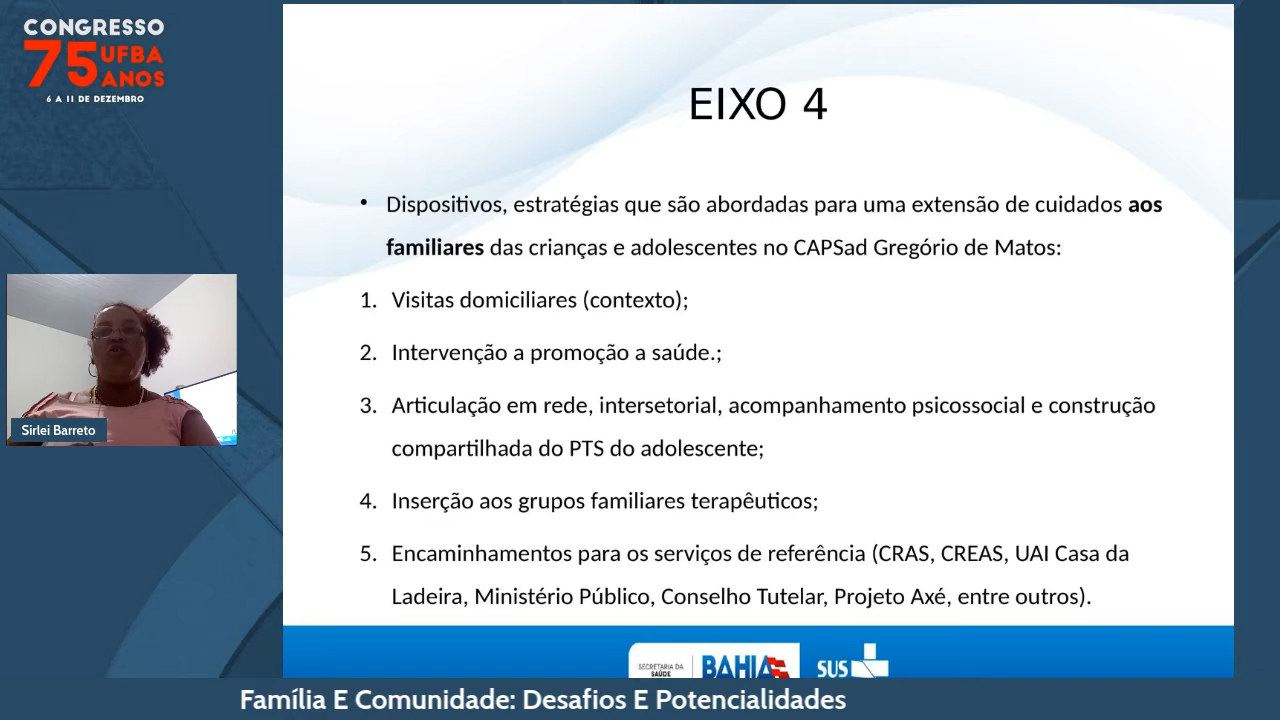 CONGRESSO
75 UFBA
ANOS
6 A 11 DE DEZEMBRO
EIXO 4
• Dispositivos, estratégias que são abordadas para uma extensão de cuidados aos
familiares das crianças e adolescentes no CAPSad Gregório de Matos:
1. Visitas domiciliares (contexto);
2. Intervenção a promoção a saúde.;
3. Articulação em rede, intersetorial, acompanhamento psicossocial e construção
compartilhada do PTS do adolescente;
4. Inserção aos grupos familiares terapêuticos;
5. Encaminhamentos para os serviços de referência (CRAS, CREAS, UAI Casa da
Ladeira, Ministério Público, Conselho Tutelar, Projeto Axé, entre outros).
Sirlei Barreto
SECRETARIA DA
SAÚDE
BAHIA
SUS
Família E Comunidade: Desafios E Potencialidades